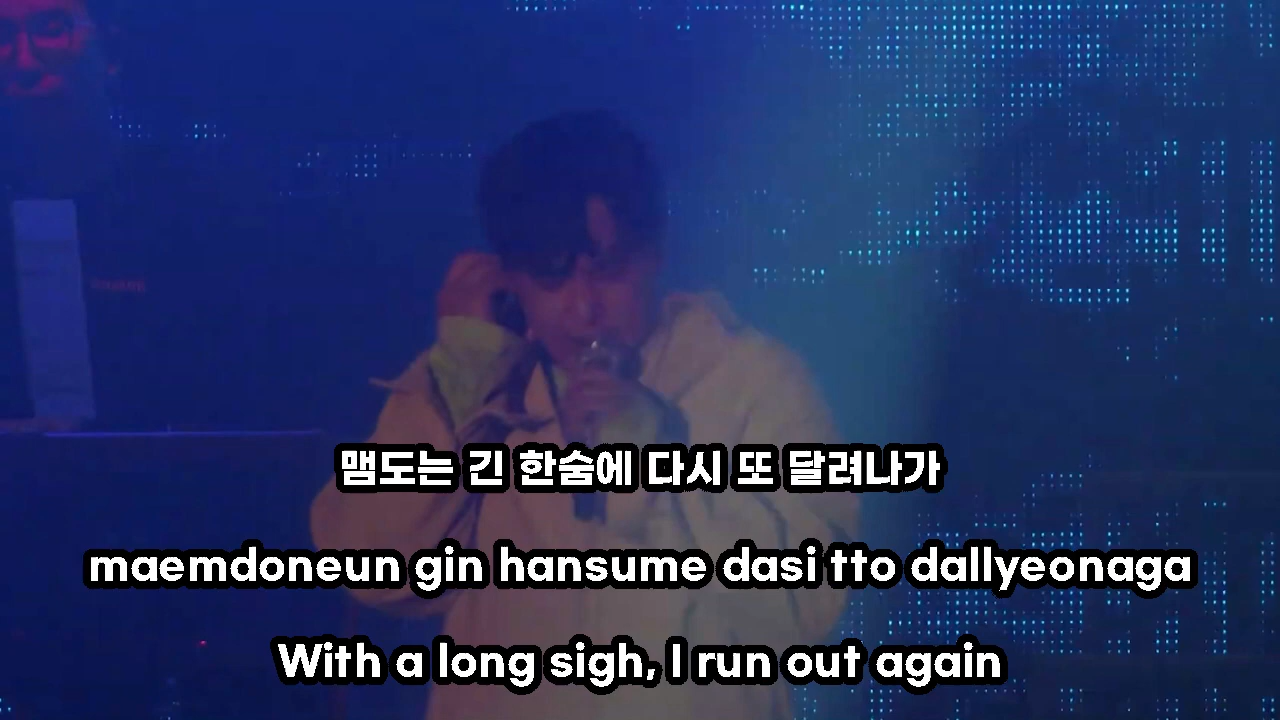 맴도는 긴 한숨에 다시 또 달려나가
maemdoneun gin hansume dasi tto dallyeonaga
With a long sigh, I run out again